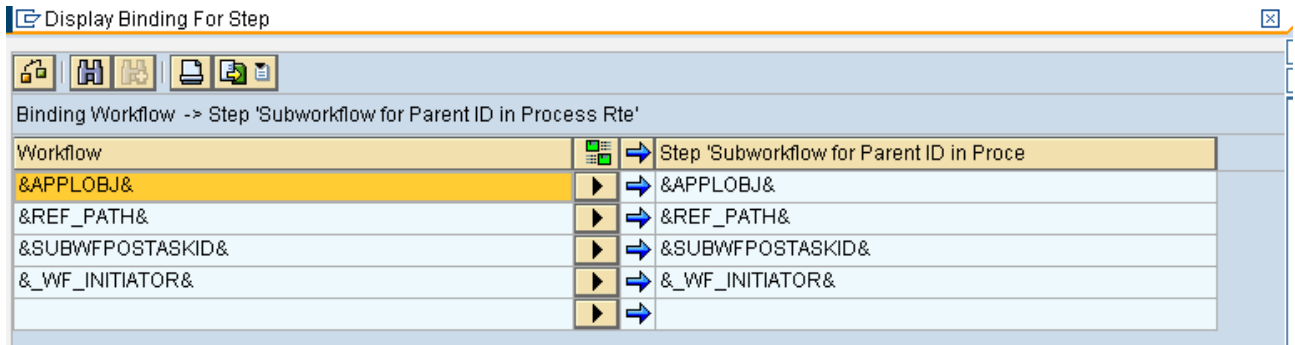 Display Binding For Step
Binding Workflow -> Step 'Subworkflow for Parent ID in Process Rte'
Workflow Step 'Subworkflow for Parent ID in Proce
&APPLOBJ& &APPLOBJ&
&REF_PATH& &REF_PATH&
&SUBWFPOSTASKID& &SUBWFPOSTASKID&
&_WF_INITIATOR& &_WF_INITIATOR&